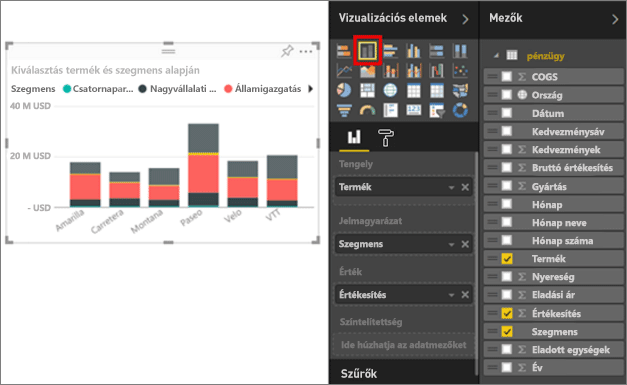 Kiválasztás termék és szegmens alapján
Szegmens Csatornapar... Nagyvállalati ... Államigazgatás
40 M USD
20 M USD
- USD
Amarilla
Carretera
Montana
Paseo
Velo
VTT
Vizualizációs elemek
Tengely
Termék
Jelmagyarázat
Szegmens
Érték
Értékesítés
Színtelítettség
Ide húzhatja az adatmezőket
Szűrők
Mezők
pénzügy
COGS
Ország
Dátum
Kedvezménysáv
Kedvezmények
Bruttó értékesítés
Gyártás
Hónap
Hónap neve
Hónap száma
Termék
Nyereség
Eladási ár
Értékesítés
Szegmens
Eladott egységek
Év